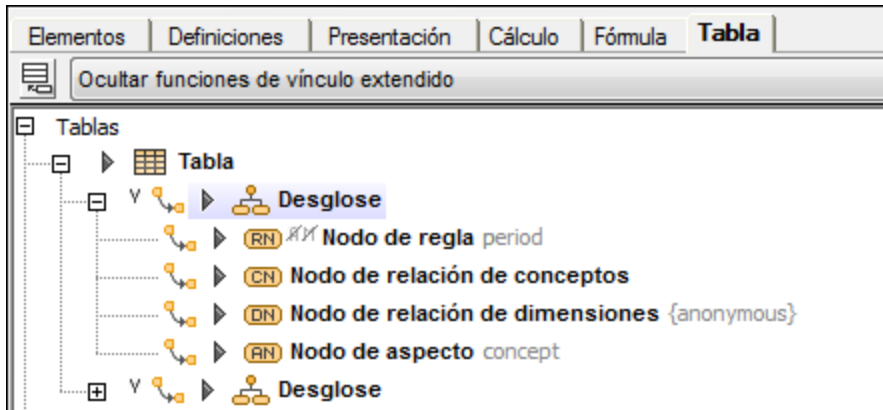 Elementos Definiciones Presentación Cálculo Fórmula Tabla
Ocultar funciones de vínculo extendido
Tablas
Tabla
Y Desglose
RN Nodo de regla period
CN Nodo de relación de conceptos
DN Nodo de relación de dimensiones {anonymous}
AN Nodo de aspecto concept
Y Desglose